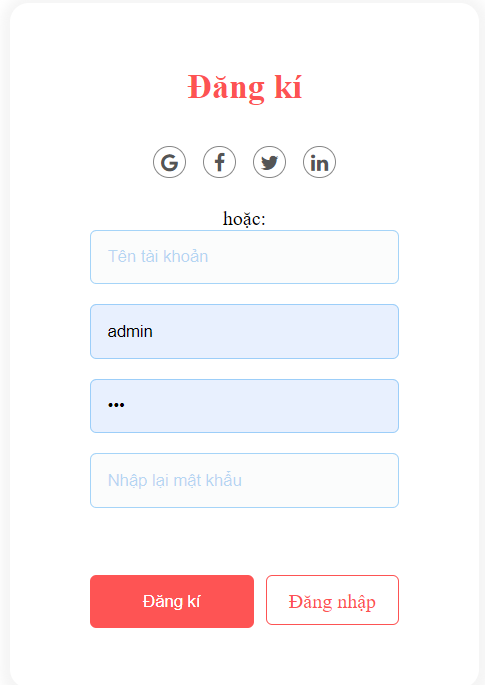 Đăng kí
hoặc:
Tên tài khoản
admin
•••
Nhập lại mật khẩu
Đăng kí Đăng nhập